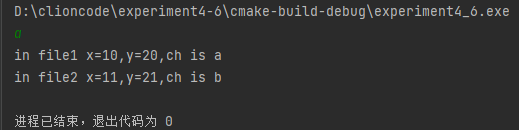 D:\clioncode\experiment4-6\cmake-build-debug\experiment4_6.exe
a
in file1 x=10,y=20,ch is a
in file2 x=11,y=21,ch is b
进程已结束，退出代码为 0